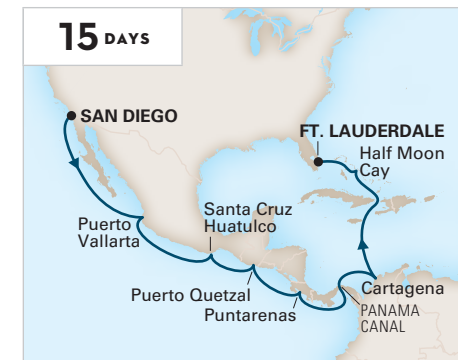 15 DAYS
SAN DIEGO
FT. LAUDERDALE
Half Moon
Cay
Puerto
Vallarta
Santa Cruz
Huatulco
Puerto Quetzal
Puntarenas
Cartagena
PANAMA
CANAL